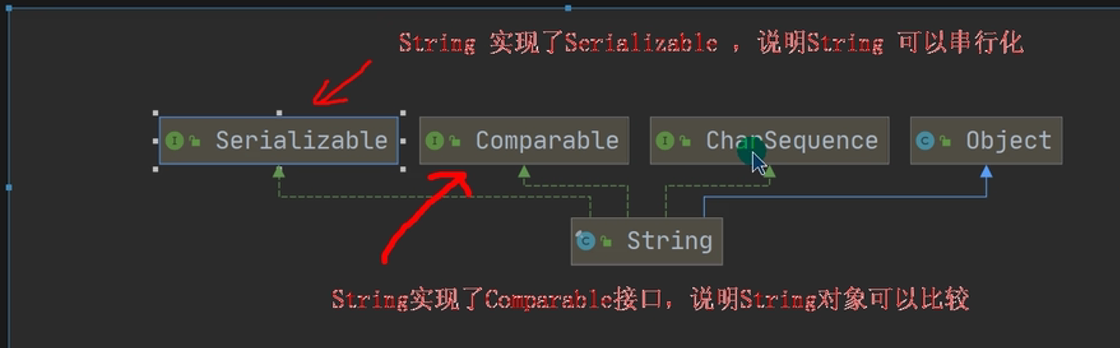 String 实现了Serializable ，说明String 可以串行化
Serializable
Comparable
CharSequence
Object
String
String实现了Comparable接口，说明String对象可以比较